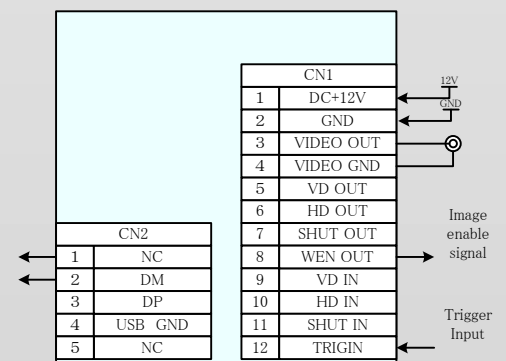 CN1
1 DC+12V
2 GND
3 VIDEO OUT
4 VIDEO GND
5 VD OUT
6 HD OUT
7 SHUT OUT
8 WEN OUT
9 VD IN
10 HD IN
11 SHUT IN
12 TRIGIN
12V
GND
Image
enable
signal
Trigger
Input
CN2
1 NC
2 DM
3 DP
4 USB GND
5 NC